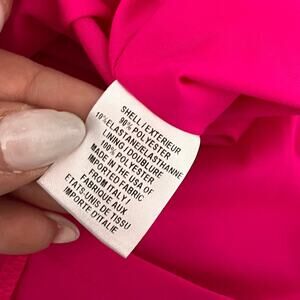 SHELL/EXTERIEUR
90% POLYESTER
10%ELASTANE/ELASTHANNE
LINING/DOUBLURE
100% POLYESTER
MADE IN THE USA OF
IMPORTED FABRIC
FROM ITALY/
FABRIQUE AUX
ETATS-UNIS DE TISSU
IMPORTE D'ITALIE